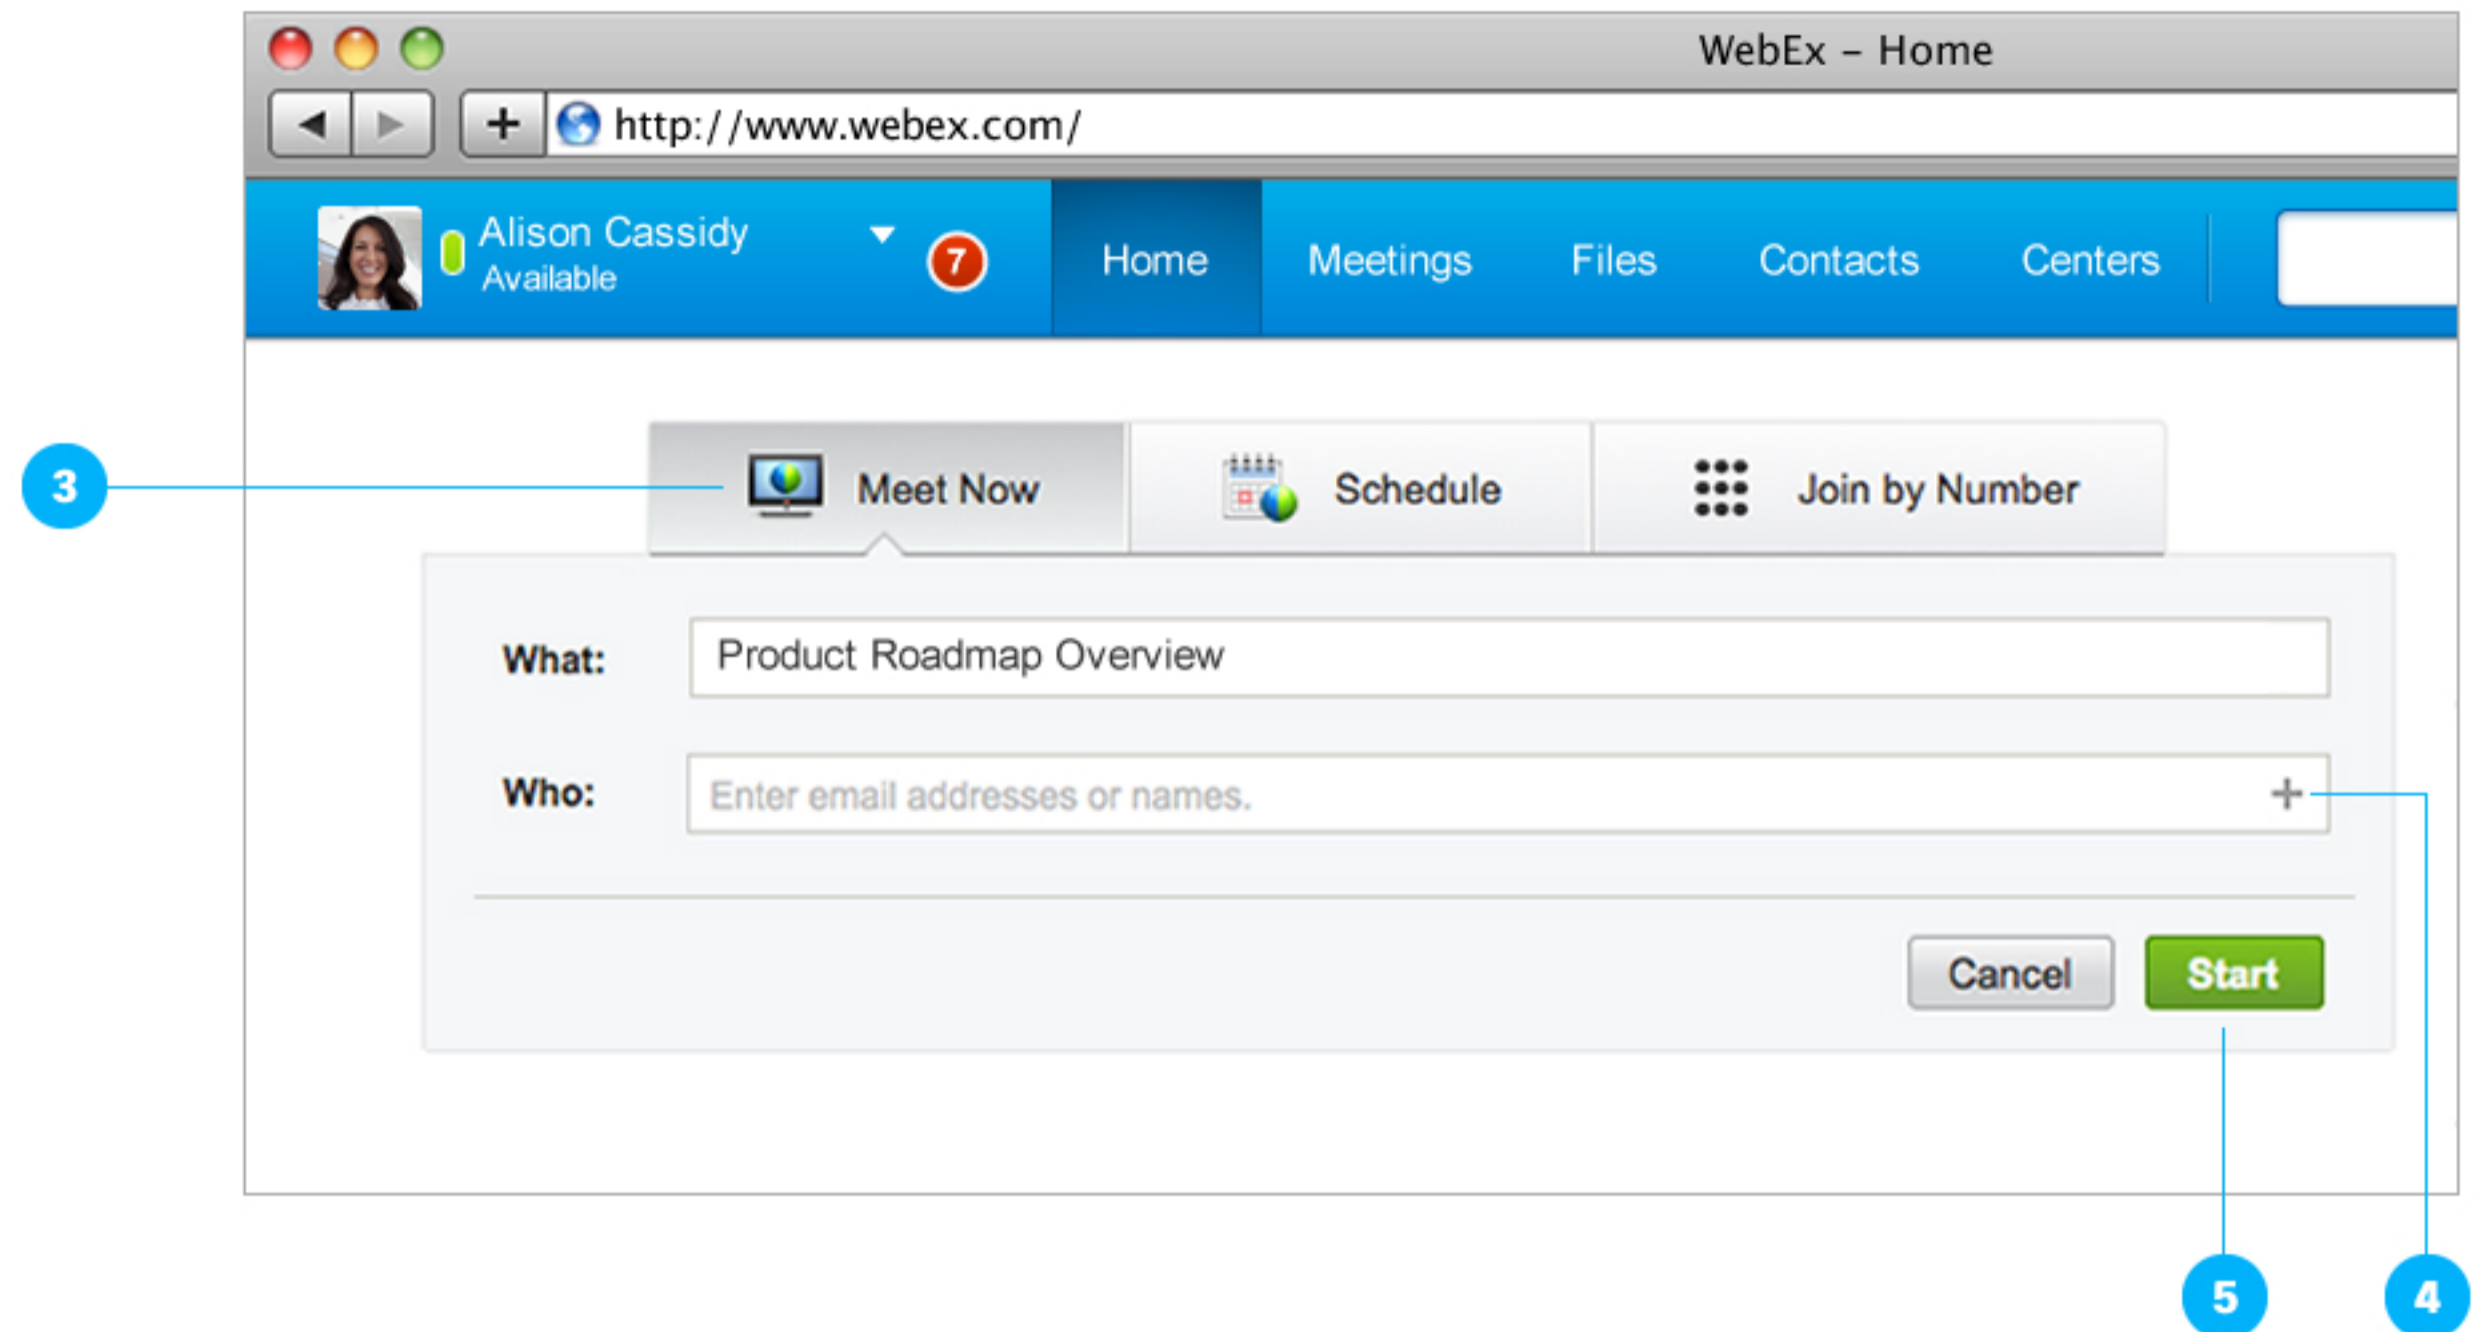 WebEx – Home
+ http://www.webex.com/
Alison Cassidy
Available
7
Home Meetings Files Contacts Centers
3
Meet Now Schedule Join by Number
What: Product Roadmap Overview
Who: Enter email addresses or names. +
Cancel Start
5 4